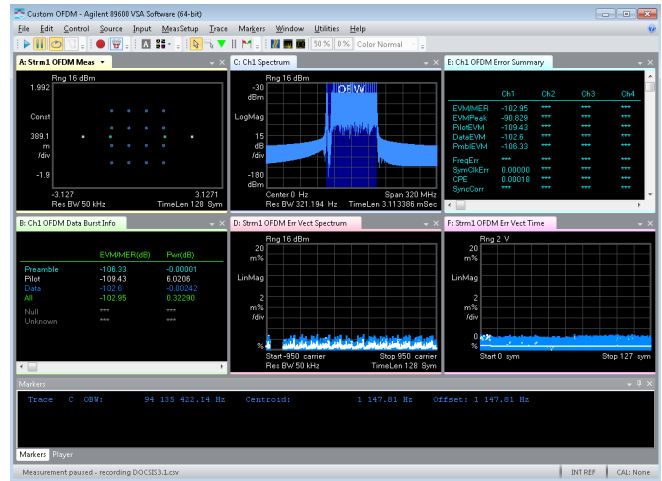 Custom OFDM - Agilent 89600 VSA Software (64-bit)
File Edit Control Source Input MeasSetup Trace Markers Window Utilities Help
50 % 0 % Color Normal
A: Strm1 OFDM Meas
Rng 16 dBm
1.992
Const
389.1
m
/div
-1.9
-3.127 3.1271
Res BW 50 kHz TimeLen 128 Sym
C: Ch1 Spectrum
Rng 16 dBm
-30
dBm
OBW
LogMag
15
dB
/div
-180
dBm
Center 0 Hz Span 320 MHz
Res BW 321.194 Hz TimeLen 3.113386 mSec
E: Ch1 OFDM Error Summary
Ch1 Ch2 Ch3 Ch4
EVM/MER -102.95 *** *** ***
EVMPeak -90.829 *** *** ***
PilotEVM -109.43 *** *** ***
DataEVM -102.6 *** *** ***
PmblEVM -106.33 *** *** ***
FreqErr *** *** *** ***
SymClkErr 0.00000 *** *** ***
CPE 0.00018 *** *** ***
SyncCorr *** *** *** ***
B: Ch1 OFDM Data Burst Info
EVM/MER(dB) Pwr(dB)
Preamble -106.33 -0.00001
Pilot -109.43 6.0206
Data -102.6 -0.00242
All -102.95 0.32200
Null *** ***
Unknown *** ***
D: Strm1 OFDM Err Vect Spectrum
Rng 16 dBm
20
m%
LinMag
2
m%
/div
%
Start -950 carrier Stop 950 carrier
Res BW 50 kHz TimeLen 128 Sym
F: Strm1 OFDM Err Vect Time
Rng 2 V
20
m%
LinMag
2
m%
/div
0
%
Start 0 sym Stop 127 sym
Markers
Trace C OBW: 94 135 422.14 Hz Centroid: 1 147.81 Hz Offset: 1 147.81 Hz
Markers Player
Measurement paused - recording DOCSIS3.1.csv INT REF CAL: None